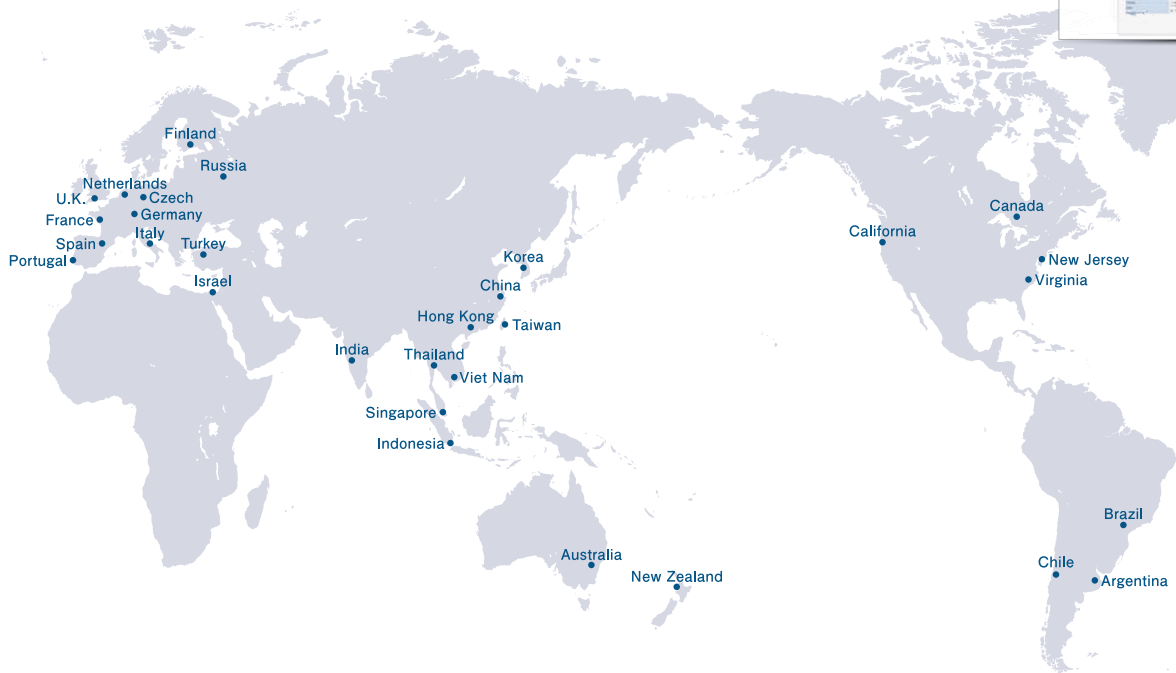 Finland
Russia
Netherlands
U.K.
Czech
France
Germany
Italy
Spain
Turkey
Portugal
Israel
Korea
China
Hong Kong
Taiwan
India
Thailand
Viet Nam
Singapore
Indonesia
Australia
New Zealand
Canada
California
New Jersey
Virginia
Brazil
Chile
Argentina